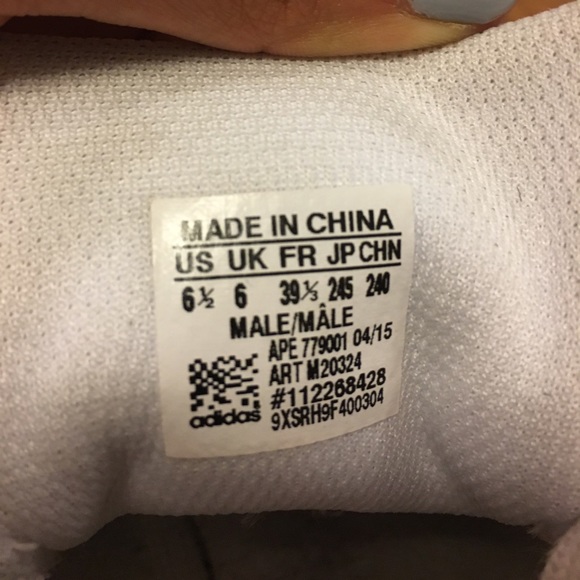 MADE IN CHINA
US UK FR JP CHN
6½ 6 39⅓ 245 240
MALE/MÂLE
APE 779001 04/15
ART M20324
#112268428
9XSRH9F400304
adidas